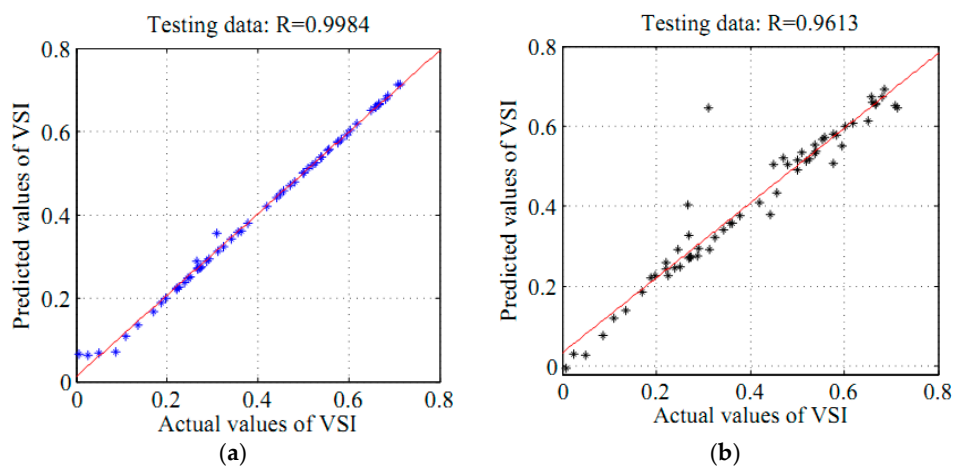 Testing data: R=0.9984
Predicted values of VSI
0.8
0.6
0.4
0.2
0
0
0.2
0.4
0.6
0.8
Actual values of VSI
(a)
Testing data: R=0.9613
Predicted values of VSI
0.8
0.6
0.4
0.2
0
0.2
0.4
0.6
0.8
Actual values of VSI
(b)